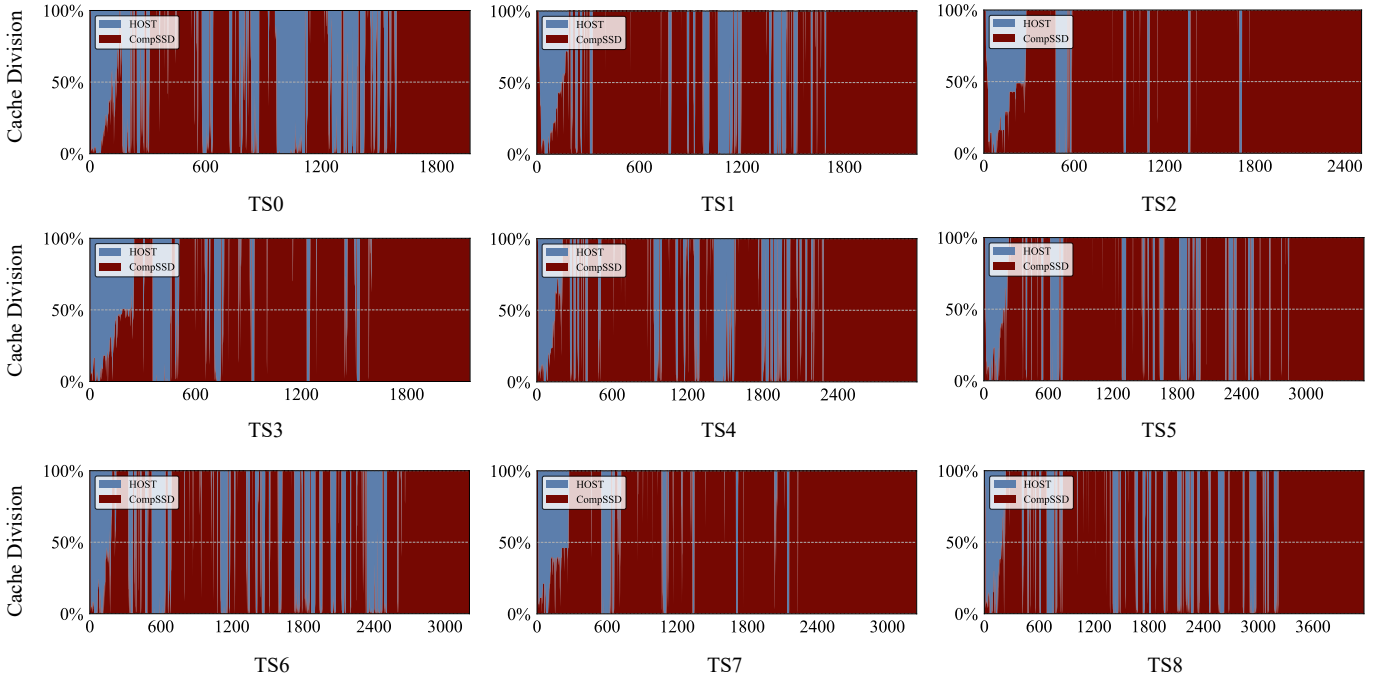 Cache Division
100%
50%
0%
HOST
CompSSD
0 600 1200 1800
TS0
100%
50%
0%
HOST
CompSSD
0 600 1200 1800
TS1
100%
50%
0%
HOST
CompSSD
0 600 1200 1800 2400
TS2
Cache Division
100%
50%
0%
HOST
CompSSD
0 600 1200 1800
TS3
100%
50%
0%
HOST
CompSSD
0 600 1200 1800 2400
TS4
100%
50%
0%
HOST
CompSSD
0 600 1200 1800 2400 3000
TS5
Cache Division
100%
50%
0%
HOST
CompSSD
0 600 1200 1800 2400 3000
TS6
100%
50%
0%
HOST
CompSSD
0 600 1200 1800 2400 3000
TS7
100%
50%
0%
HOST
CompSSD
0 600 1200 1800 2400 3000 3600
TS8